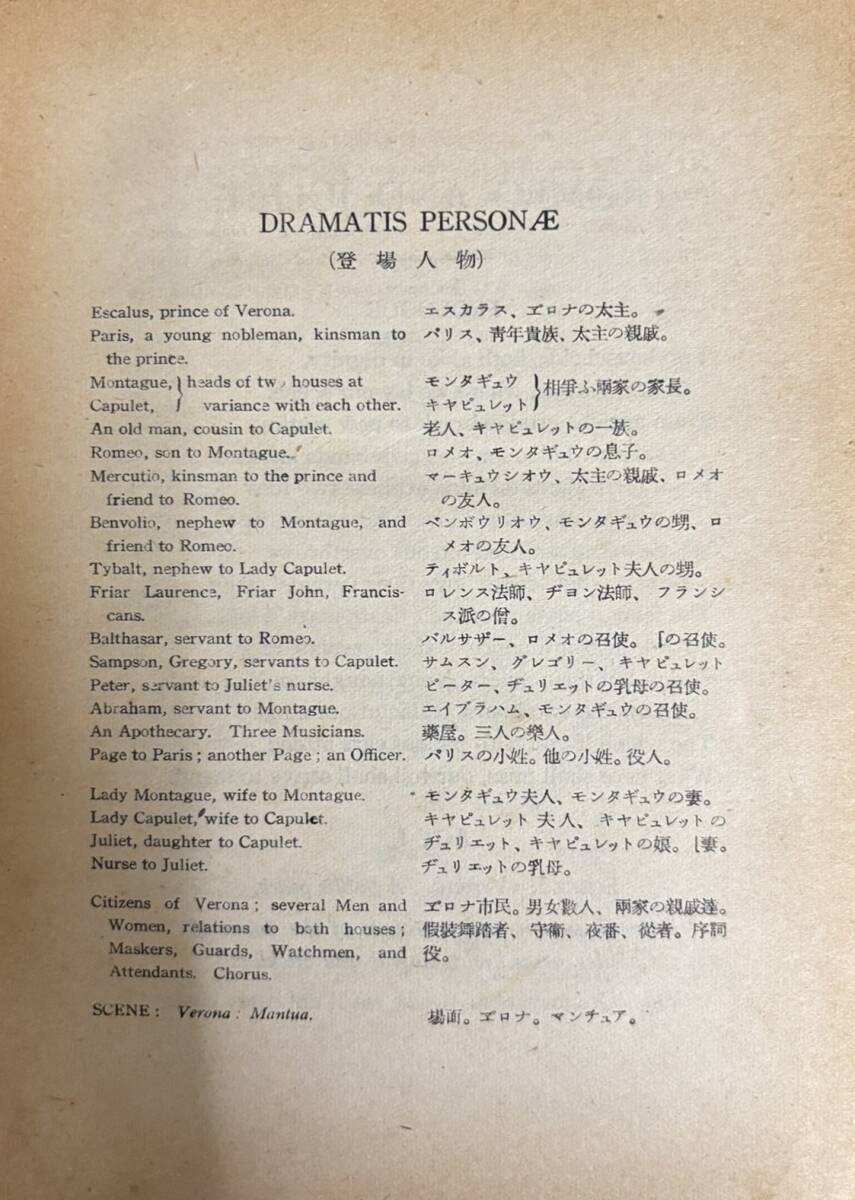 DRAMATIS PERSONÆ
(登場人物)
Escalus, prince of Verona.
Paris, a young nobleman, kinsman to
the prince.
Montague, } heads of two houses at
Capulet, } variance with each other.
An old man, cousin to Capulet.
Romeo, son to Montague.
Mercutio, kinsman to the prince and
friend to Romeo.
Benvolio, nephew to Montague, and
friend to Romeo.
Tybalt, nephew to Lady Capulet.
Friar Laurence, Friar John, Francis-
cans.
Balthasar, servant to Romeo.
Sampson, Gregory, servants to Capulet.
Peter, servant to Juliet's nurse.
Abraham, servant to Montague.
An Apothecary. Three Musicians.
Page to Paris; another Page; an Officer.
Lady Montague, wife to Montague.
Lady Capulet, wife to Capulet.
Juliet, daughter to Capulet.
Nurse to Juliet.
Citizens of Verona; several Men and
Women, relations to both houses;
Maskers, Guards, Watchmen, and
Attendants. Chorus.
SCENE: Verona: Mantua.
エスカラス、ヹロナの太主。
パリス、靑年貴族、太主の親戚。
モンタギュウ
キヤピュレット } 相爭ふ兩家の家長。
老人、キヤピュレットの一族。
ロメオ、モンタギュウの息子。
マーキュウシオウ、太主の親戚、ロメオ
の友人。
ベンボウリオウ、モンタギュウの甥、ロ
メオの友人。
ティボルト、キヤピュレット夫人の甥。
ロレンス法師、ヂヨン法師、フランシ
ス派の僧。
バルサザー、ロメオの召使。〔の召使。
サムスン、グレゴリー、キヤピュレット
ピーター、ヂュリエットの乳母の召使。
エイブラハム、モンタギュウの召使。
藥屋。三人の樂人。
パリスの小姓。他の小姓。役人。
モンタギュウ夫人、モンタギュウの妻。
キヤピュレット夫人、キヤピュレットの
ヂュリエット、キヤピュレットの娘。〔妻。
ヂュリエットの乳母。
ヹロナ市民。男女數人、兩家の親戚達。
假裝舞踏者、守衞、夜番、從者。序詞
役。
場面。ヹロナ。マンチュア。